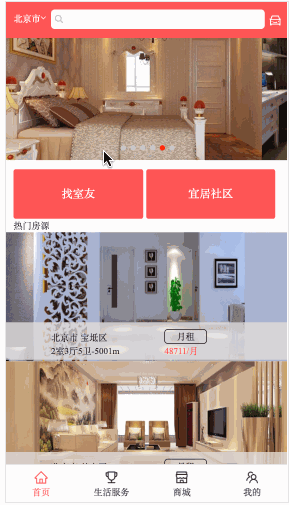 北京市
找室友 宜居社区
热门房源
北京市 宝坻区 月租
2室3厅5卫-5001m 48711/月
首页 生活服务 商城 我的